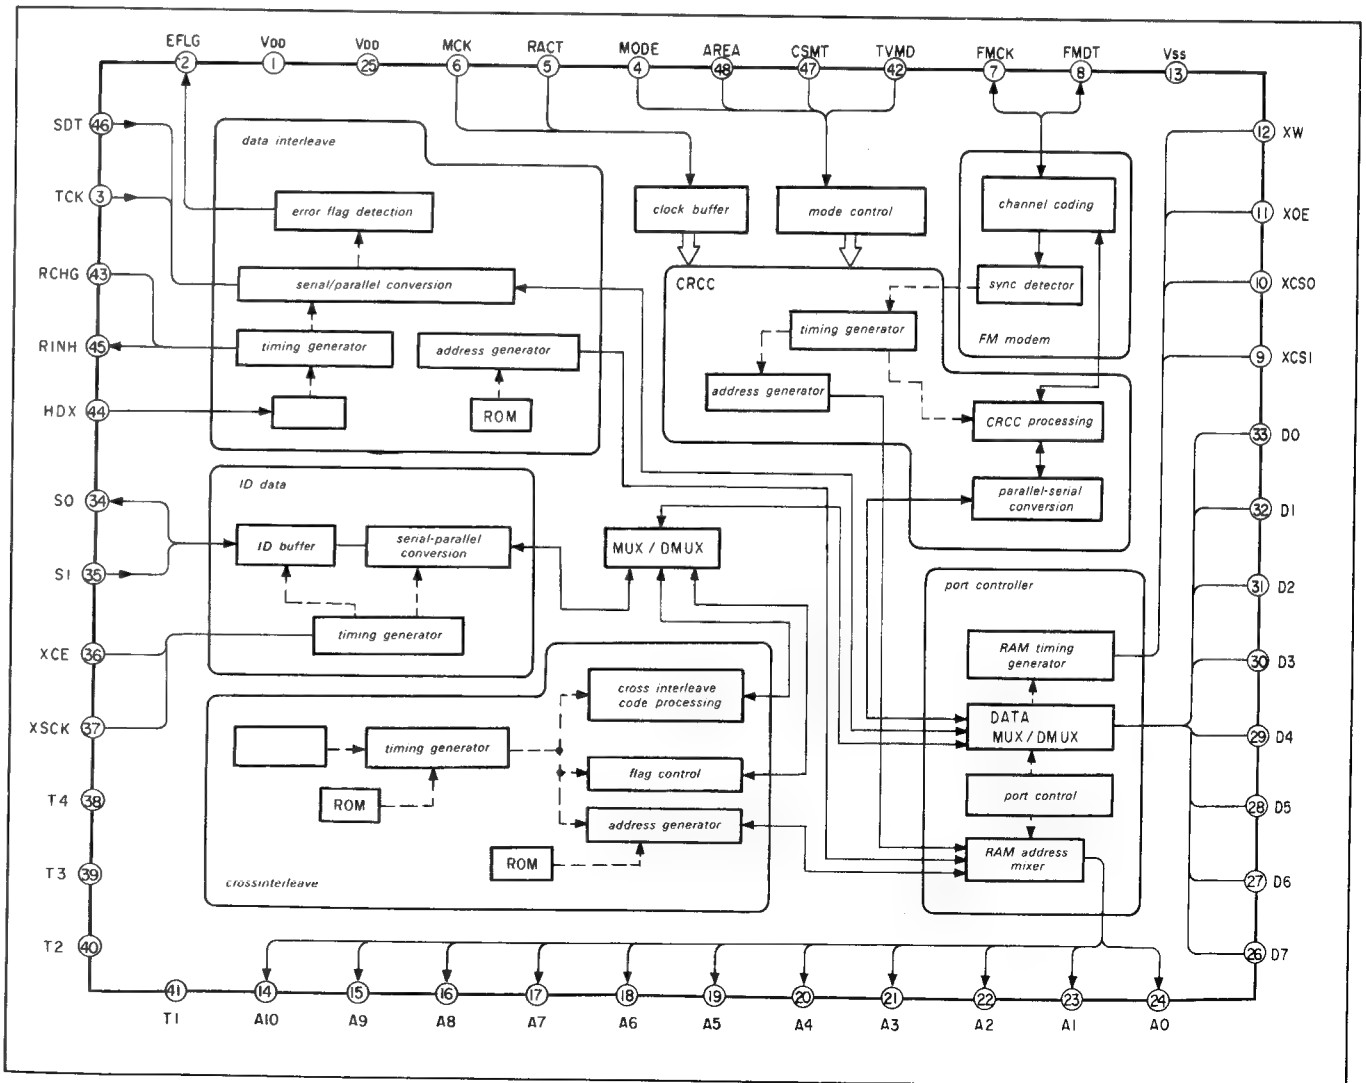 EFLG VDD VDD MCK RACT MODE AREA CSMT TVMD FMCK FMDT Vss
2 1 25 6 5 4 48 47 42 7 8 13
SDT 46
TCK 3
RCHG 43
RINH 45
HDX 44
SO 34
SI 35
XCE 36
XSCK 37
T4 38
T3 39
T2 40
data interleave
error flag detection
serial/parallel conversion
timing generator
address generator
ROM
clock buffer
mode control
CRCC
timing generator
address generator
CRCC processing
parallel-serial
conversion
channel coding
sync detector
FM modem
ID data
ID buffer
serial-parallel
conversion
timing generator
MUX / DMUX
cross interleave
code processing
timing generator
flag control
ROM
address generator
ROM
crossinterleave
port controller
RAM timing
generator
DATA
MUX/DMUX
port control
RAM address
mixer
12 XW
11 XOE
10 XCSO
9 XCSI
33 D0
32 D1
31 D2
30 D3
29 D4
28 D5
27 D6
26 D7
41 14 15 16 17 18 19 20 21 22 23 24
T1 A10 A9 A8 A7 A6 A5 A4 A3 A2 A1 A0